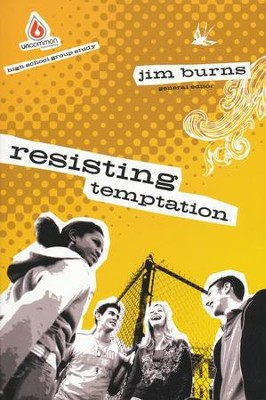 uncommon
high school group study
jim burns
general editor
resisting
temptation